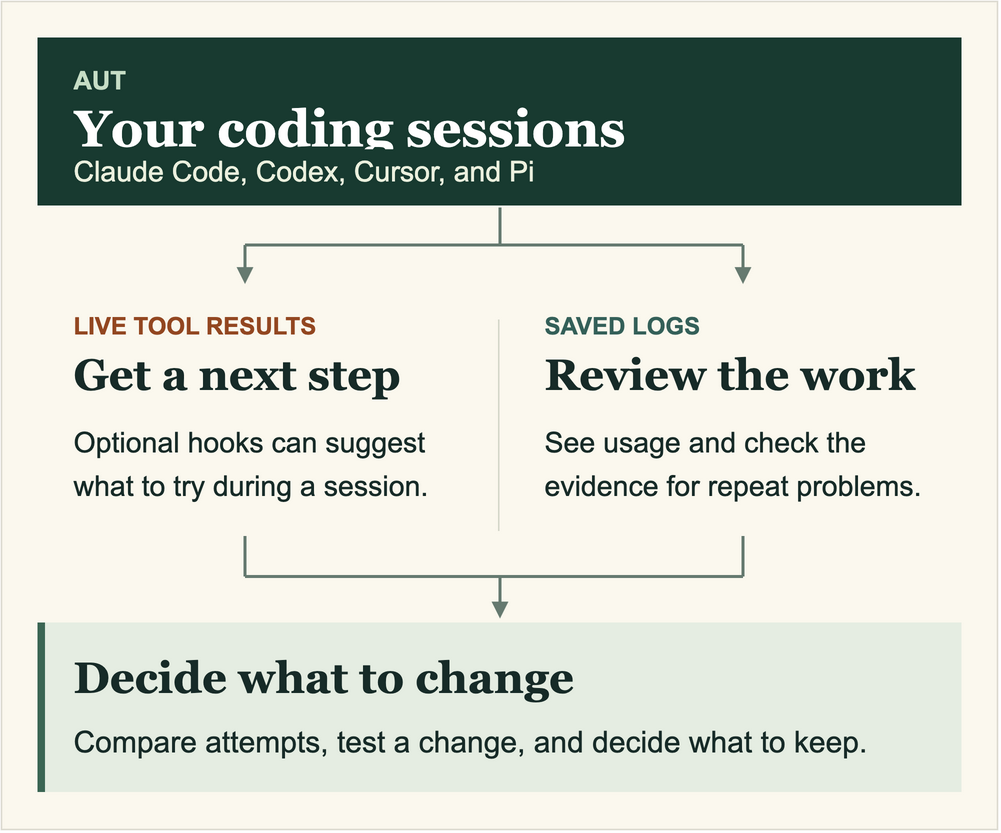 AUT
Your coding sessions
Claude Code, Codex, Cursor, and Pi
LIVE TOOL RESULTS
Get a next step
Optional hooks can suggest
what to try during a session.
SAVED LOGS
Review the work
See usage and check the
evidence for repeat problems.
Decide what to change
Compare attempts, test a change, and decide what to keep.